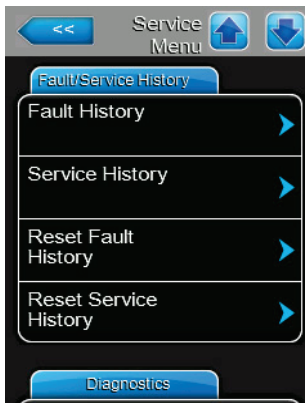 <<
Service
Menu
Fault/Service History
Fault History
Service History
Reset Fault
History
Reset Service
History
Diagnostics